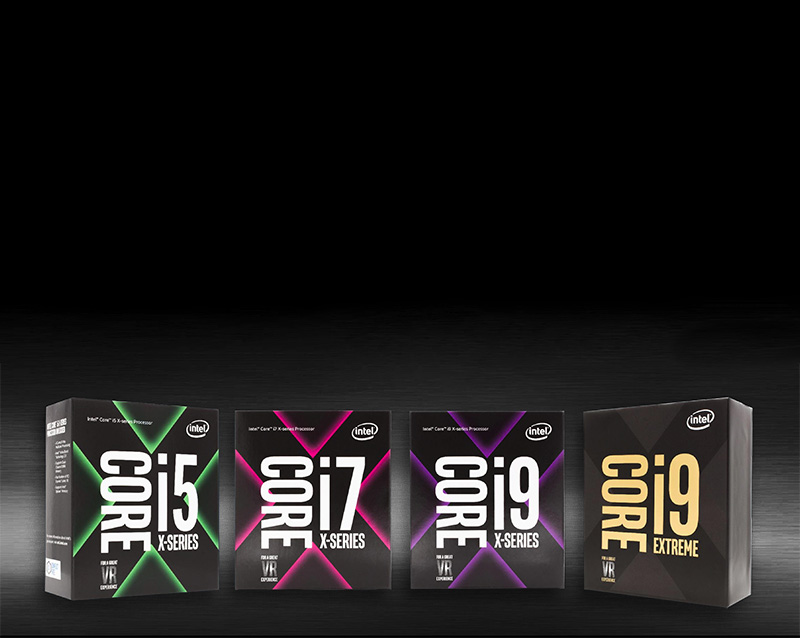 Intel® Core™ i5 X-series Processor
intel
CORE i5
X-SERIES
FOR A GREAT
VR
EXPERIENCE
Intel® Core™ i7 X-series Processor
intel
CORE i7
X-SERIES
FOR A GREAT
VR
EXPERIENCE
Intel® Core™ i9 X-series Processor
intel
CORE i9
X-SERIES
FOR A GREAT
VR
EXPERIENCE
intel
CORE i9
EXTREME
FOR A GREAT
VR
EXPERIENCE